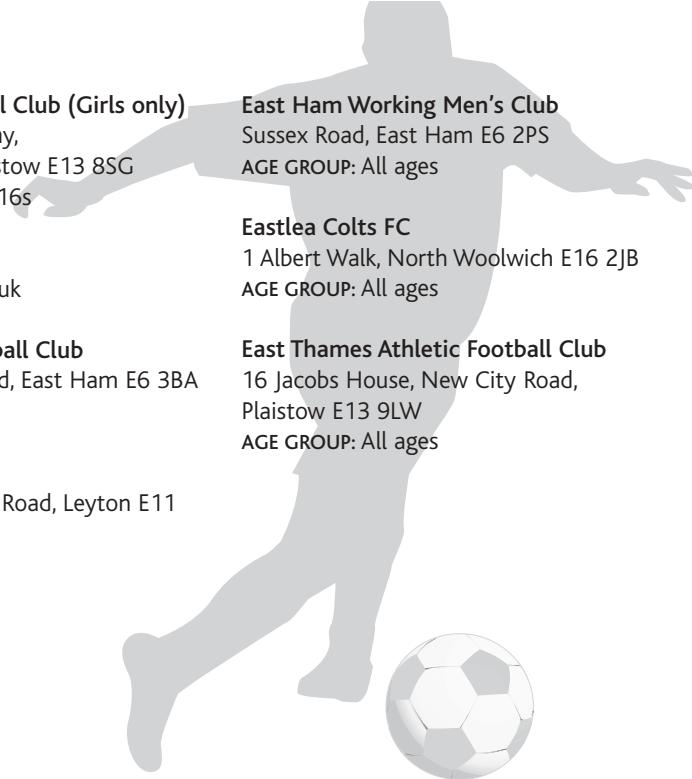 l Club (Girls only)
ay,
stow E13 8SG
16s
uk
ball Club
d, East Ham E6 3BA
Road, Leyton E11
East Ham Working Men's Club
Sussex Road, East Ham E6 2PS
AGE GROUP: All ages
Eastlea Colts FC
1 Albert Walk, North Woolwich E16 2JB
AGE GROUP: All ages
East Thames Athletic Football Club
16 Jacobs House, New City Road,
Plaistow E13 9LW
AGE GROUP: All ages